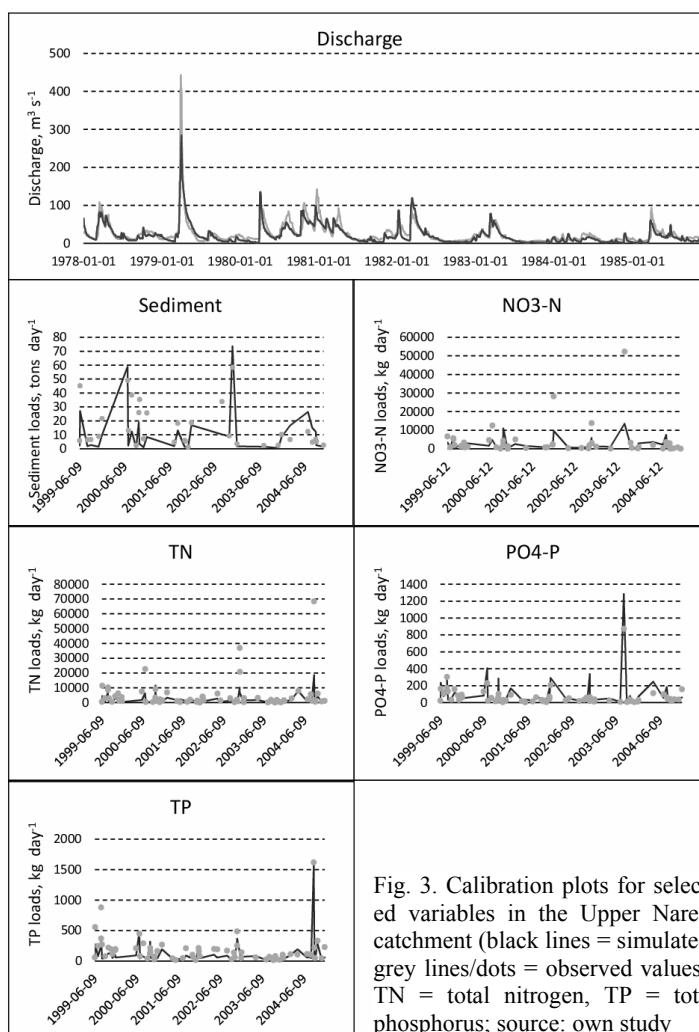 Discharge
Discharge, m³ s⁻¹
500
400
300
200
100
0
1978-01-01 1979-01-01 1980-01-01 1981-01-01 1982-01-01 1983-01-01 1984-01-01 1985-01-01
Sediment
Sediment loads, tons day⁻¹
80
70
60
50
40
30
20
10
0
1999-06-09 2000-06-09 2001-06-09 2002-06-09 2003-06-09 2004-06-09
NO3-N
NO3-N loads, kg day⁻¹
60000
50000
40000
30000
20000
10000
0
1999-06-12 2000-06-12 2001-06-12 2002-06-12 2003-06-12 2004-06-12
TN
TN loads, kg day⁻¹
80000
70000
60000
50000
40000
30000
20000
10000
0
1999-06-09 2000-06-09 2001-06-09 2002-06-09 2003-06-09 2004-06-09
PO4-P
PO4-P loads, kg day⁻¹
1400
1200
1000
800
600
400
200
0
1999-06-09 2000-06-09 2001-06-09 2002-06-09 2003-06-09 2004-06-09
TP
TP loads, kg day⁻¹
2000
1500
1000
500
0
1999-06-09 2000-06-09 2001-06-09 2002-06-09 2003-06-09 2004-06-09
Fig. 3. Calibration plots for selec
ed variables in the Upper Nare
catchment (black lines = simulate
grey lines/dots = observed values
TN = total nitrogen, TP = tot
phosphorus; source: own study